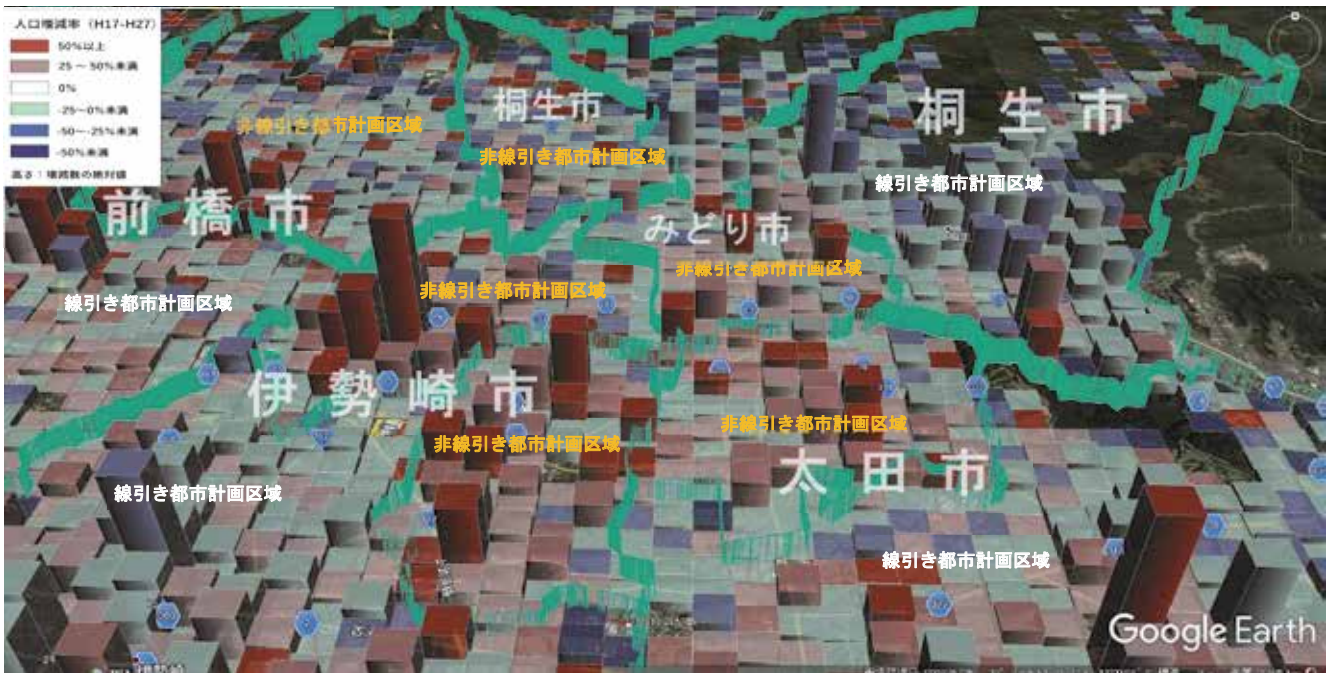 人口増減率(H17-H27)
50%以上
25~50%未満
0%
-25~0%未満
-50~-25%未満
-50%未満
高さ:増減数の絶対値
桐生市
桐生市
非線引き都市計画区域
非線引き都市計画区域
線引き都市計画区域
前橋市
みどり市
非線引き都市計画区域
線引き都市計画区域
非線引き都市計画区域
伊勢崎市
非線引き都市計画区域
非線引き都市計画区域
太田市
線引き都市計画区域
線引き都市計画区域
Google Earth